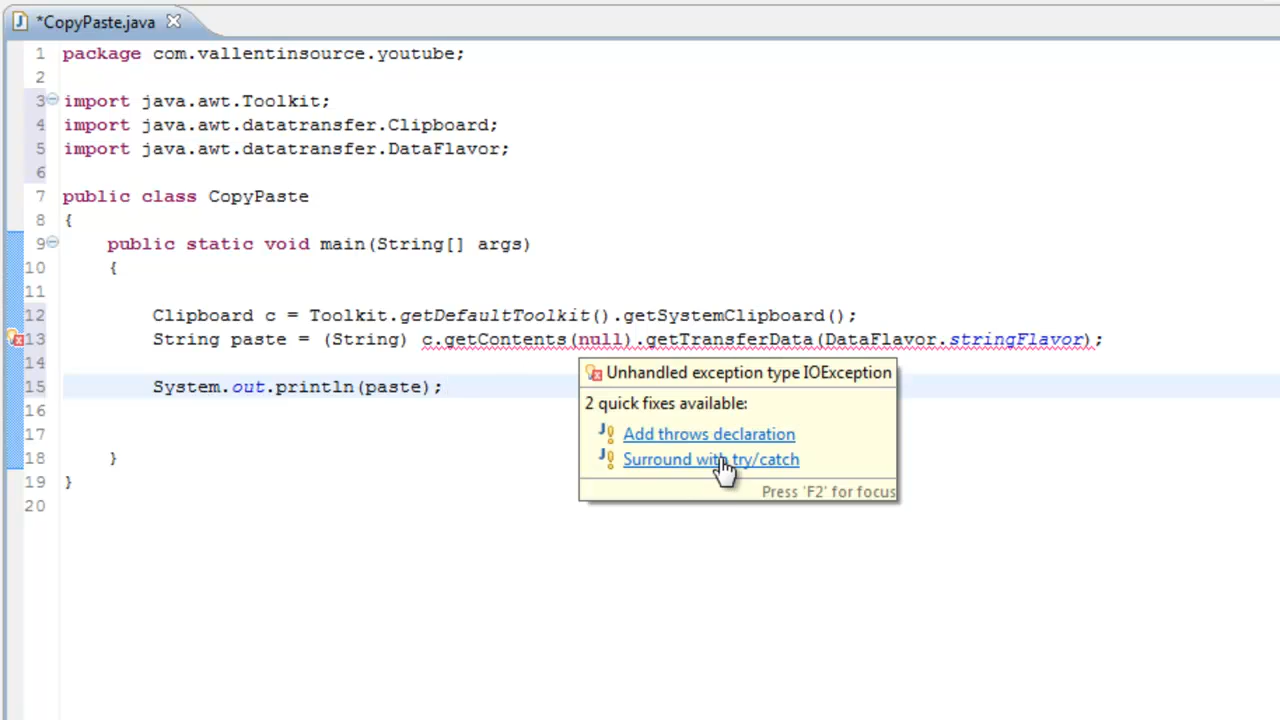 *CopyPaste.java
1 package com.vallentinsource.youtube;
2
3 import java.awt.Toolkit;
4 import java.awt.datatransfer.Clipboard;
5 import java.awt.datatransfer.DataFlavor;
6
7 public class CopyPaste
8 {
9 public static void main(String[] args)
10 {
11
12 Clipboard c = Toolkit.getDefaultToolkit().getSystemClipboard();
13 String paste = (String) c.getContents(null).getTransferData(DataFlavor.stringFlavor);
14
Unhandled exception type IOException
15 System.out.println(paste);
2 quick fixes available:
16
17 Add throws declaration
18 }
Surround with try/catch
19 }
Press 'F2' for focus
20